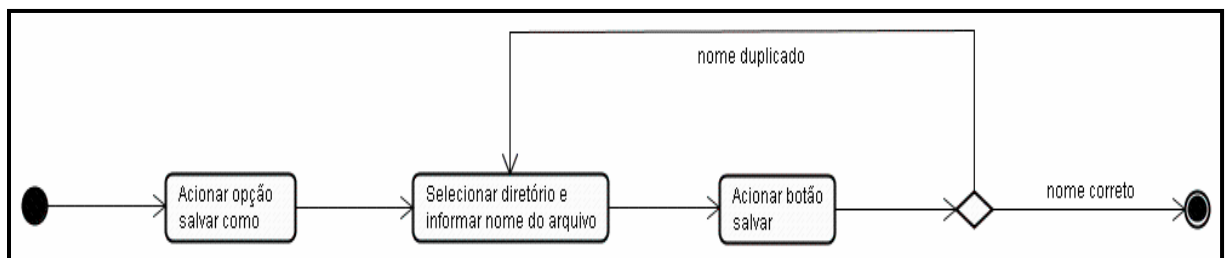 nome duplicado
Acionar opção
salvar como
Selecionar diretório e
informar nome do arquivo
Acionar botão
salvar
nome correto